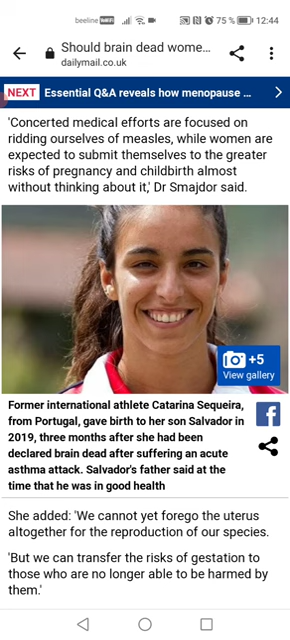 beeline 75 % 12:44
Should brain dead wome...
dailymail.co.uk
NEXT Essential Q&A reveals how menopause ...
'Concerted medical efforts are focused on
ridding ourselves of measles, while women are
expected to submit themselves to the greater
risks of pregnancy and childbirth almost
without thinking about it,' Dr Smajdor said.
+5
View gallery
Former international athlete Catarina Sequeira,
from Portugal, gave birth to her son Salvador in
2019, three months after she had been
declared brain dead after suffering an acute
asthma attack. Salvador's father said at the
time that he was in good health
She added: 'We cannot yet forego the uterus
altogether for the reproduction of our species.
'But we can transfer the risks of gestation to
those who are no longer able to be harmed by
them.'